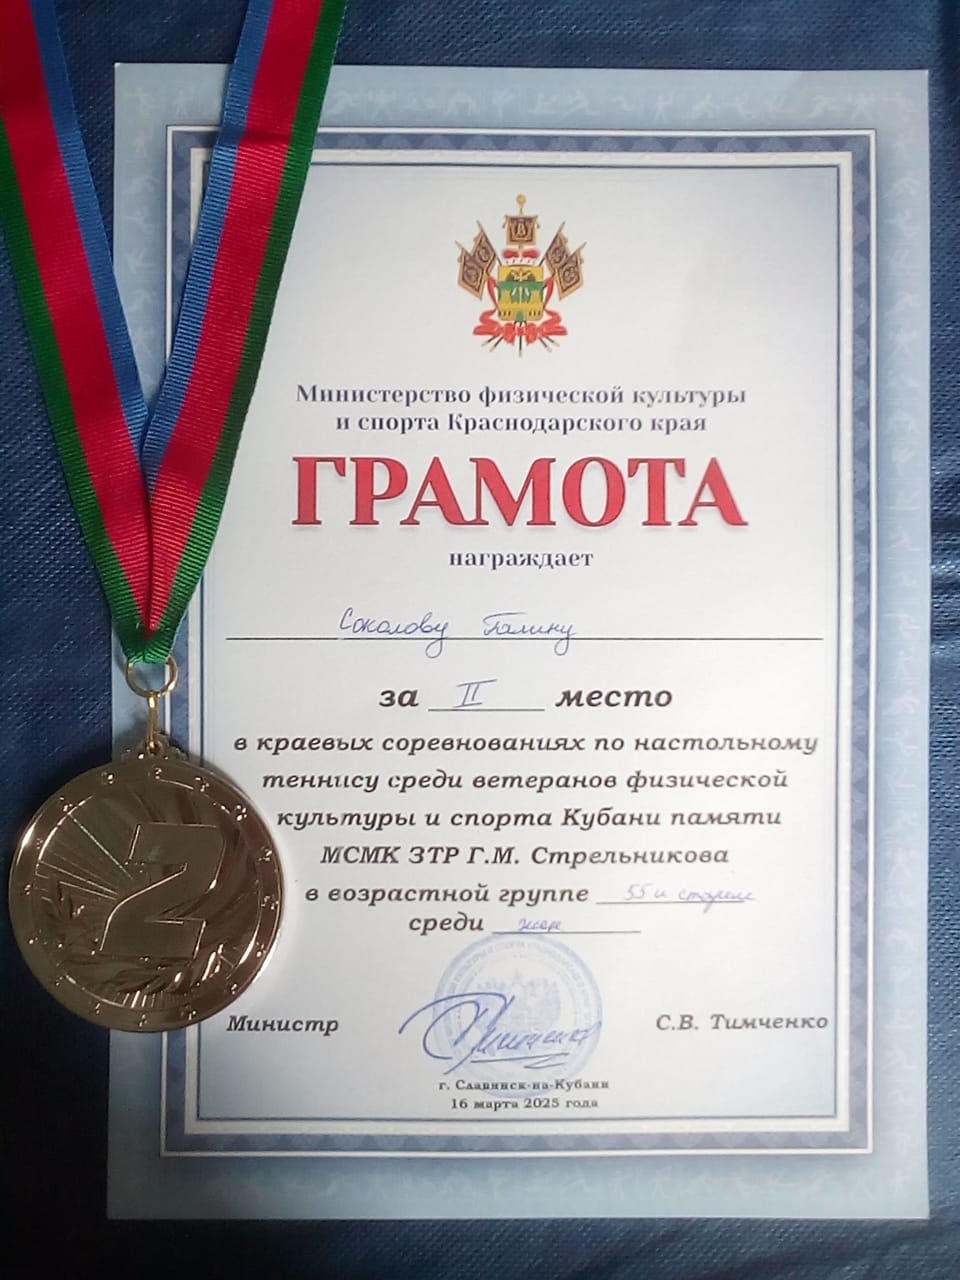 Министерство физической культуры
и спорта Краснодарского края
ГРАМОТА
награждает
Соколову Галину
за II место
в краевых соревнованиях по настольному
теннису среди ветеранов физической
культуры и спорта Кубани памяти
МСМК ЗТР Г.М. Стрельникова
в возрастной группе 55 и старше
среди жен
Министр С.В. Тимченко
г. Славянск-на-Кубани
16 марта 2025 года
2